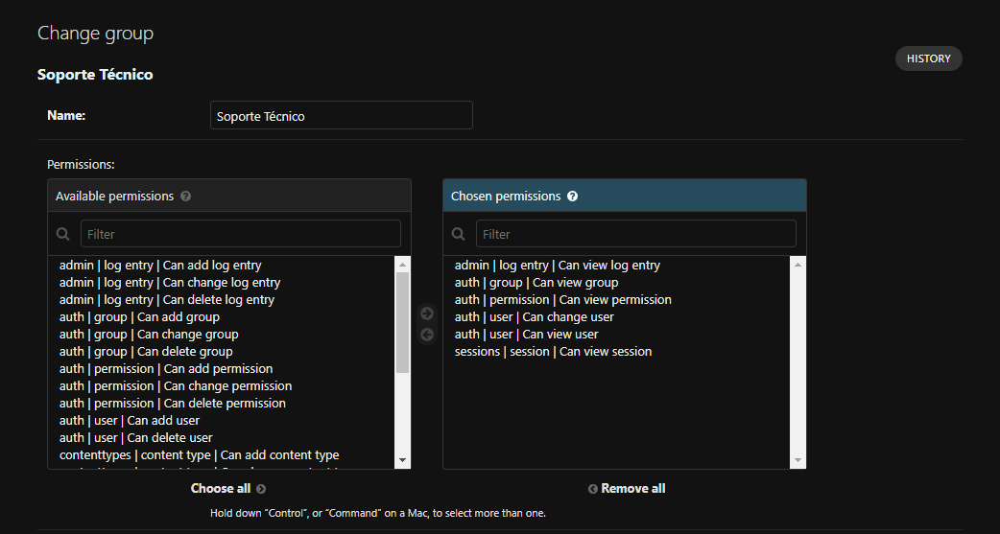 Change group
Soporte Técnico
HISTORY
Name:
Soporte Técnico
Permissions:
Available permissions ?
Filter
admin | log entry | Can add log entry
admin | log entry | Can change log entry
admin | log entry | Can delete log entry
auth | group | Can add group
auth | group | Can change group
auth | group | Can delete group
auth | permission | Can add permission
auth | permission | Can change permission
auth | permission | Can delete permission
auth | user | Can add user
auth | user | Can delete user
contenttypes | content type | Can add content type
Choose all
Chosen permissions ?
Filter
admin | log entry | Can view log entry
auth | group | Can view group
auth | permission | Can view permission
auth | user | Can change user
auth | user | Can view user
sessions | session | Can view session
Remove all
Hold down “Control”, or “Command” on a Mac, to select more than one.